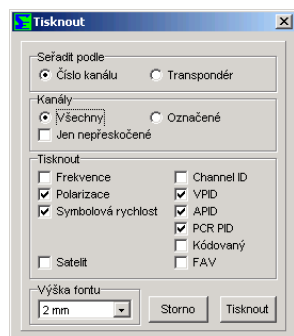 Tisknout
Seřadit podle
Číslo kanálu Transpondér
Kanály
Všechny Označené
Jen nepřeskočené
Tisknout
Frekvence Channel ID
Polarizace VPID
Symbolová rychlost APID
PCR PID
Kódovaný
Satelit FAV
Výška fontu
2 mm Storno Tisknout